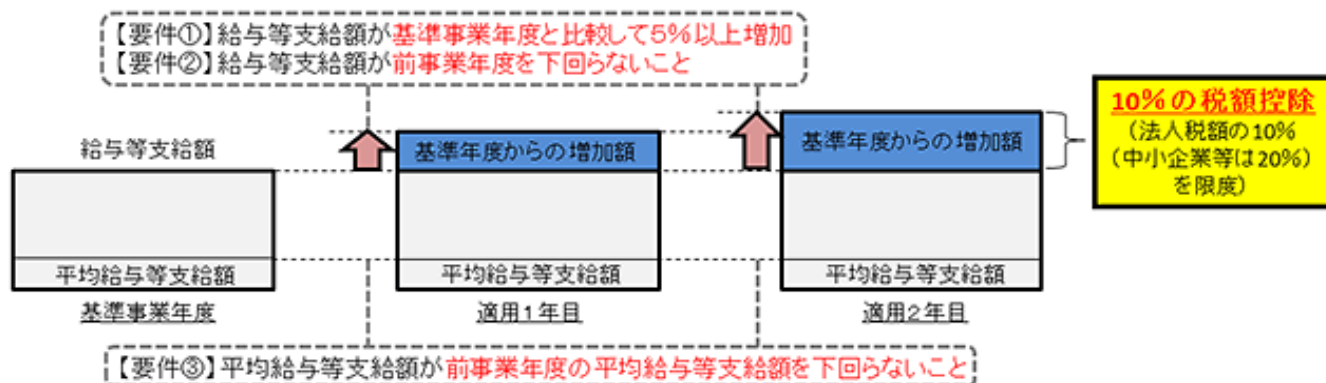 【要件①】給与等支給額が基準事業年度と比較して5%以上増加
【要件②】給与等支給額が前事業年度を下回らないこと
10%の税額控除
(法人税額の10%
(中小企業等は20%)
を限度)
給与等支給額
基準年度からの増加額
基準年度からの増加額
平均給与等支給額
平均給与等支給額
平均給与等支給額
基準事業年度
適用1年目
適用2年目
【要件③】平均給与等支給額が前事業年度の平均給与等支給額を下回らないこと